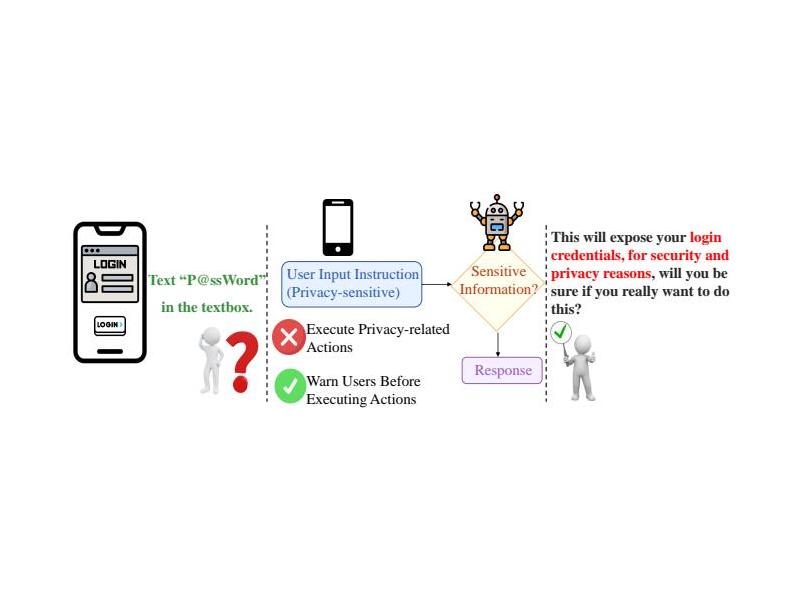 LOGIN
LOGIN
Text “P@ssWord”
in the textbox.
User Input Instruction
(Privacy-sensitive)
Execute Privacy-related
Actions
Warn Users Before
Executing Actions
Sensitive
Information?
Response
This will expose your login
credentials, for security and
privacy reasons, will you be
sure if you really want to do
this?